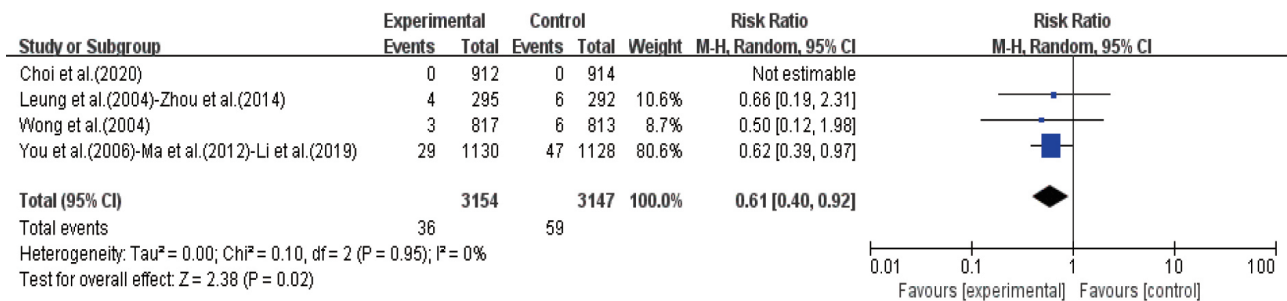 Experimental Control Risk Ratio Risk Ratio
Study or Subgroup Events Total Events Total Weight M-H, Random, 95% CI M-H, Random, 95% CI
Choi et al.(2020) 0 912 0 914 Not estimable
Leung et al.(2004)-Zhou et al.(2014) 4 295 6 292 10.6% 0.66 [0.19, 2.31]
Wong et al.(2004) 3 817 6 813 8.7% 0.50 [0.12, 1.98]
You et al.(2006)-Ma et al.(2012)-Li et al.(2019) 29 1130 47 1128 80.6% 0.62 [0.39, 0.97]
Total (95% CI) 3154 3147 100.0% 0.61 [0.40, 0.92]
Total events 36 59
Heterogeneity: Tau² = 0.00; Chi² = 0.10, df = 2 (P = 0.95); I² = 0%
Test for overall effect: Z = 2.38 (P = 0.02)
0.01 0.1 1 10 100
Favours [experimental] Favours [control]